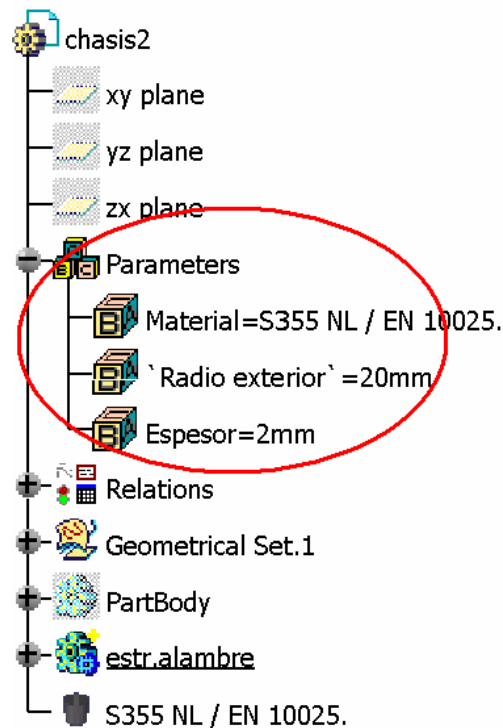 chasis2
xy plane
yz plane
zx plane
Parameters
Material=S355 NL / EN 10025.
`Radio exterior`=20mm
Espesor=2mm
Relations
Geometrical Set.1
PartBody
estr.alambre
S355 NL / EN 10025.